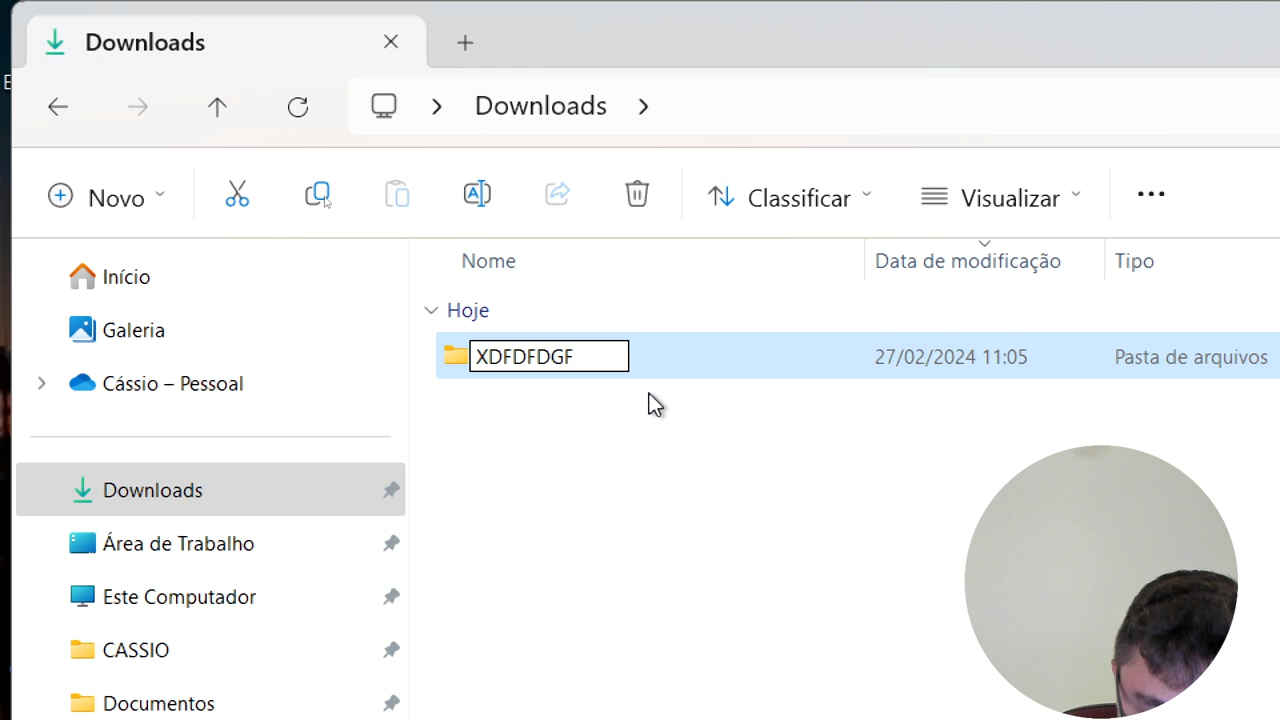 Downloads
Downloads
Novo
Classificar
Visualizar
Nome
Data de modificação
Tipo
Hoje
XDFDFDGF
27/02/2024 11:05
Pasta de arquivos
Início
Galeria
Cássio – Pessoal
Downloads
Área de Trabalho
Este Computador
CASSIO
Documentos